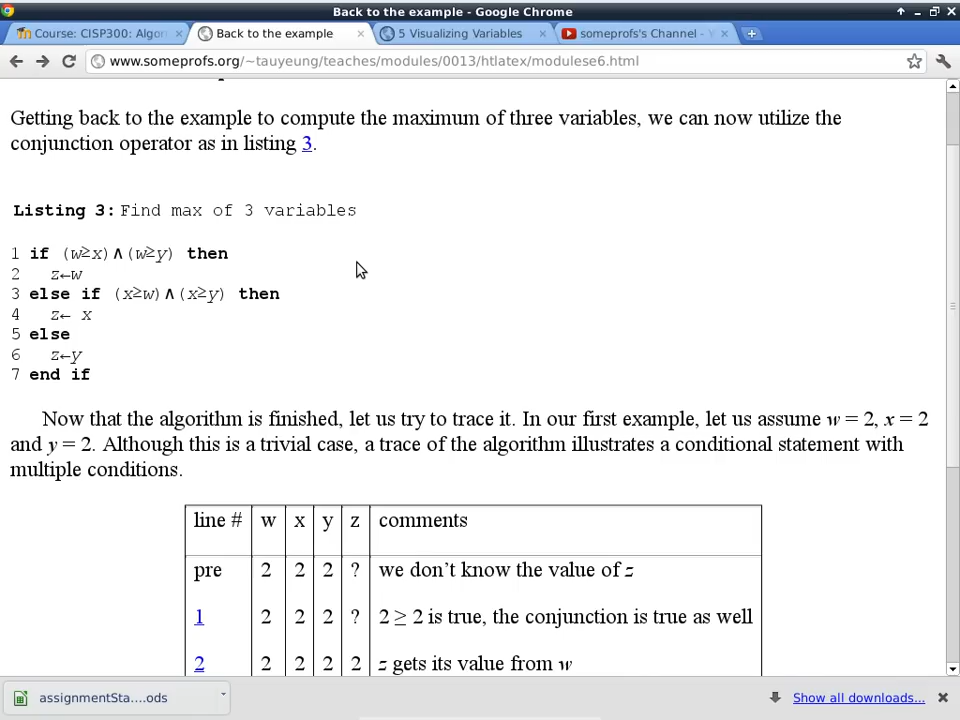 Back to the example - Google Chrome
Course: CISP300: Algor
Back to the example
5 Visualizing Variables
someprofs's Channel - Y
www.someprofs.org/~tauyeung/teaches/modules/0013/htlatex/modulese6.html
Getting back to the example to compute the maximum of three variables, we can now utilize the
conjunction operator as in listing 3.
Listing 3: Find max of 3 variables
1 if (w≥x)∧(w≥y) then
2 z←w
3 else if (x≥w)∧(x≥y) then
4 z← x
5 else
6 z←y
7 end if
Now that the algorithm is finished, let us try to trace it. In our first example, let us assume w = 2, x = 2
and y = 2. Although this is a trivial case, a trace of the algorithm illustrates a conditional statement with
multiple conditions.
line # w x y z comments
pre 2 2 2 ? we don't know the value of z
1 2 2 2 ? 2 ≥ 2 is true, the conjunction is true as well
2 2 2 2 2 z gets its value from w
assignmentSta....ods
Show all downloads...